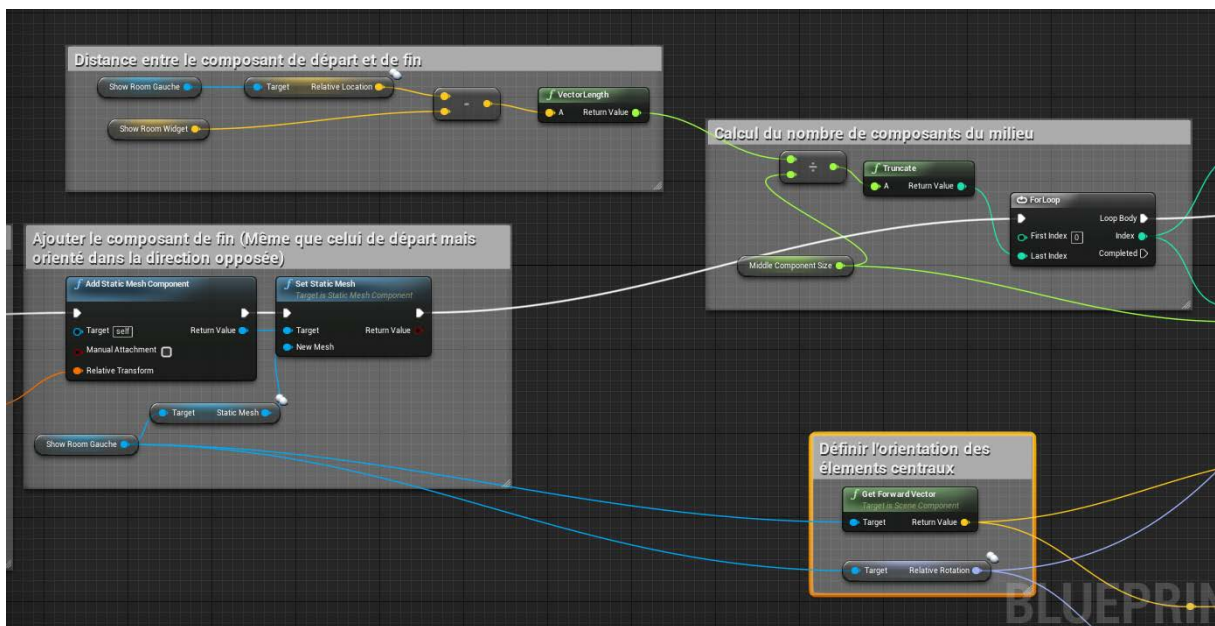 Distance entre le composant de départ et de fin
Show Room Gauche
Target Relative Location
-
Show Room Widget
f VectorLength
A Return Value
Calcul du nombre de composants du milieu
÷
f Truncate
A Return Value
ForLoop
Loop Body
First Index 0 Index
Last Index Completed
Middle Component Size
Ajouter le composant de fin (Même que celui de départ mais
orienté dans la direction opposée)
f Add Static Mesh Component
Target self Return Value
Manual Attachment
Relative Transform
f Set Static Mesh
Target is Static Mesh Component
Target Return Value
New Mesh
Target Static Mesh
Show Room Gauche
Définir l'orientation des
élements centraux
f Get Forward Vector
Target is Scene Component
Target Return Value
Target Relative Rotation
BLUEPRIN